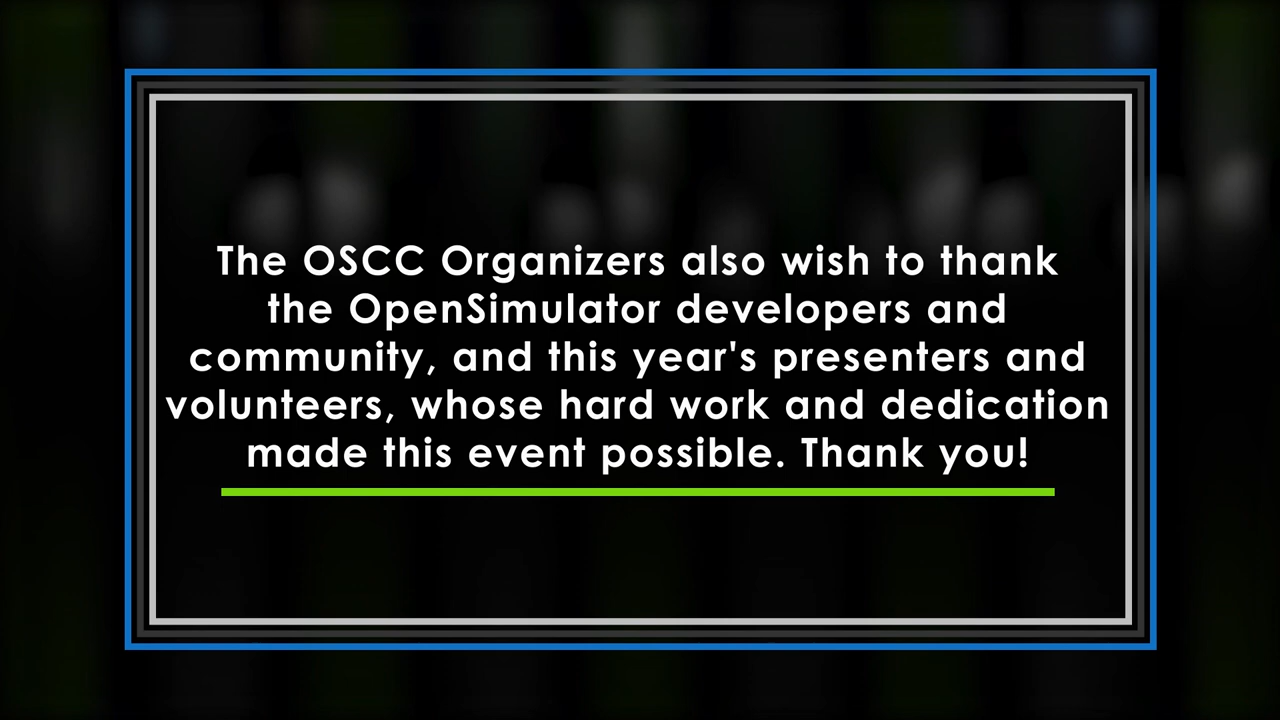 The OSCC Organizers also wish to thank
the OpenSimulator developers and
community, and this year's presenters and
volunteers, whose hard work and dedication
made this event possible. Thank you!